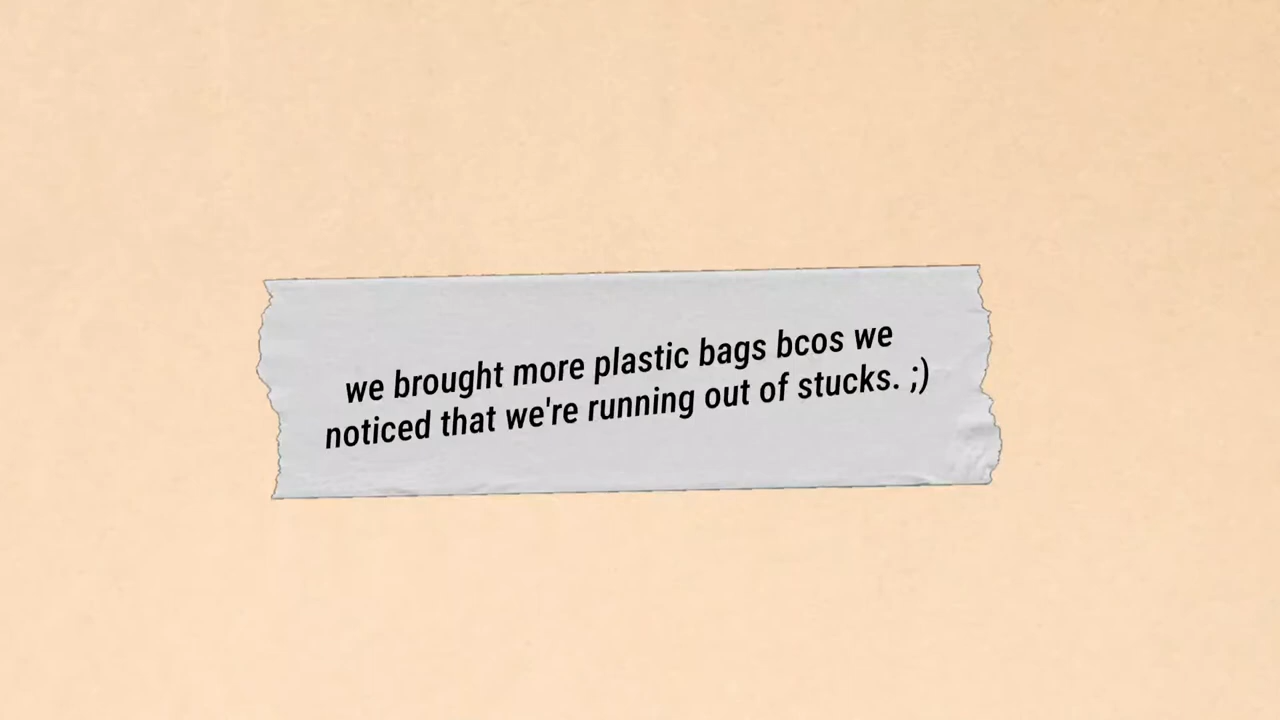 we brought more plastic bags bcos we
noticed that we're running out of stucks. ;)